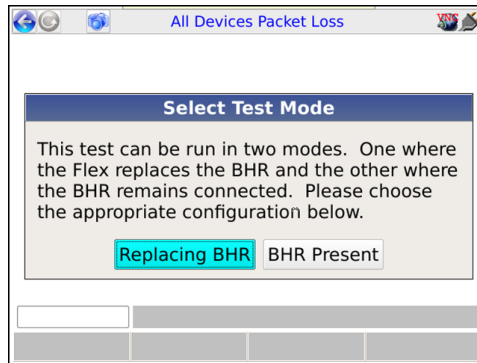 All Devices Packet Loss
VNC
Select Test Mode
This test can be run in two modes. One where
the Flex replaces the BHR and the other where
the BHR remains connected. Please choose
the appropriate configuration below.
Replacing BHR BHR Present